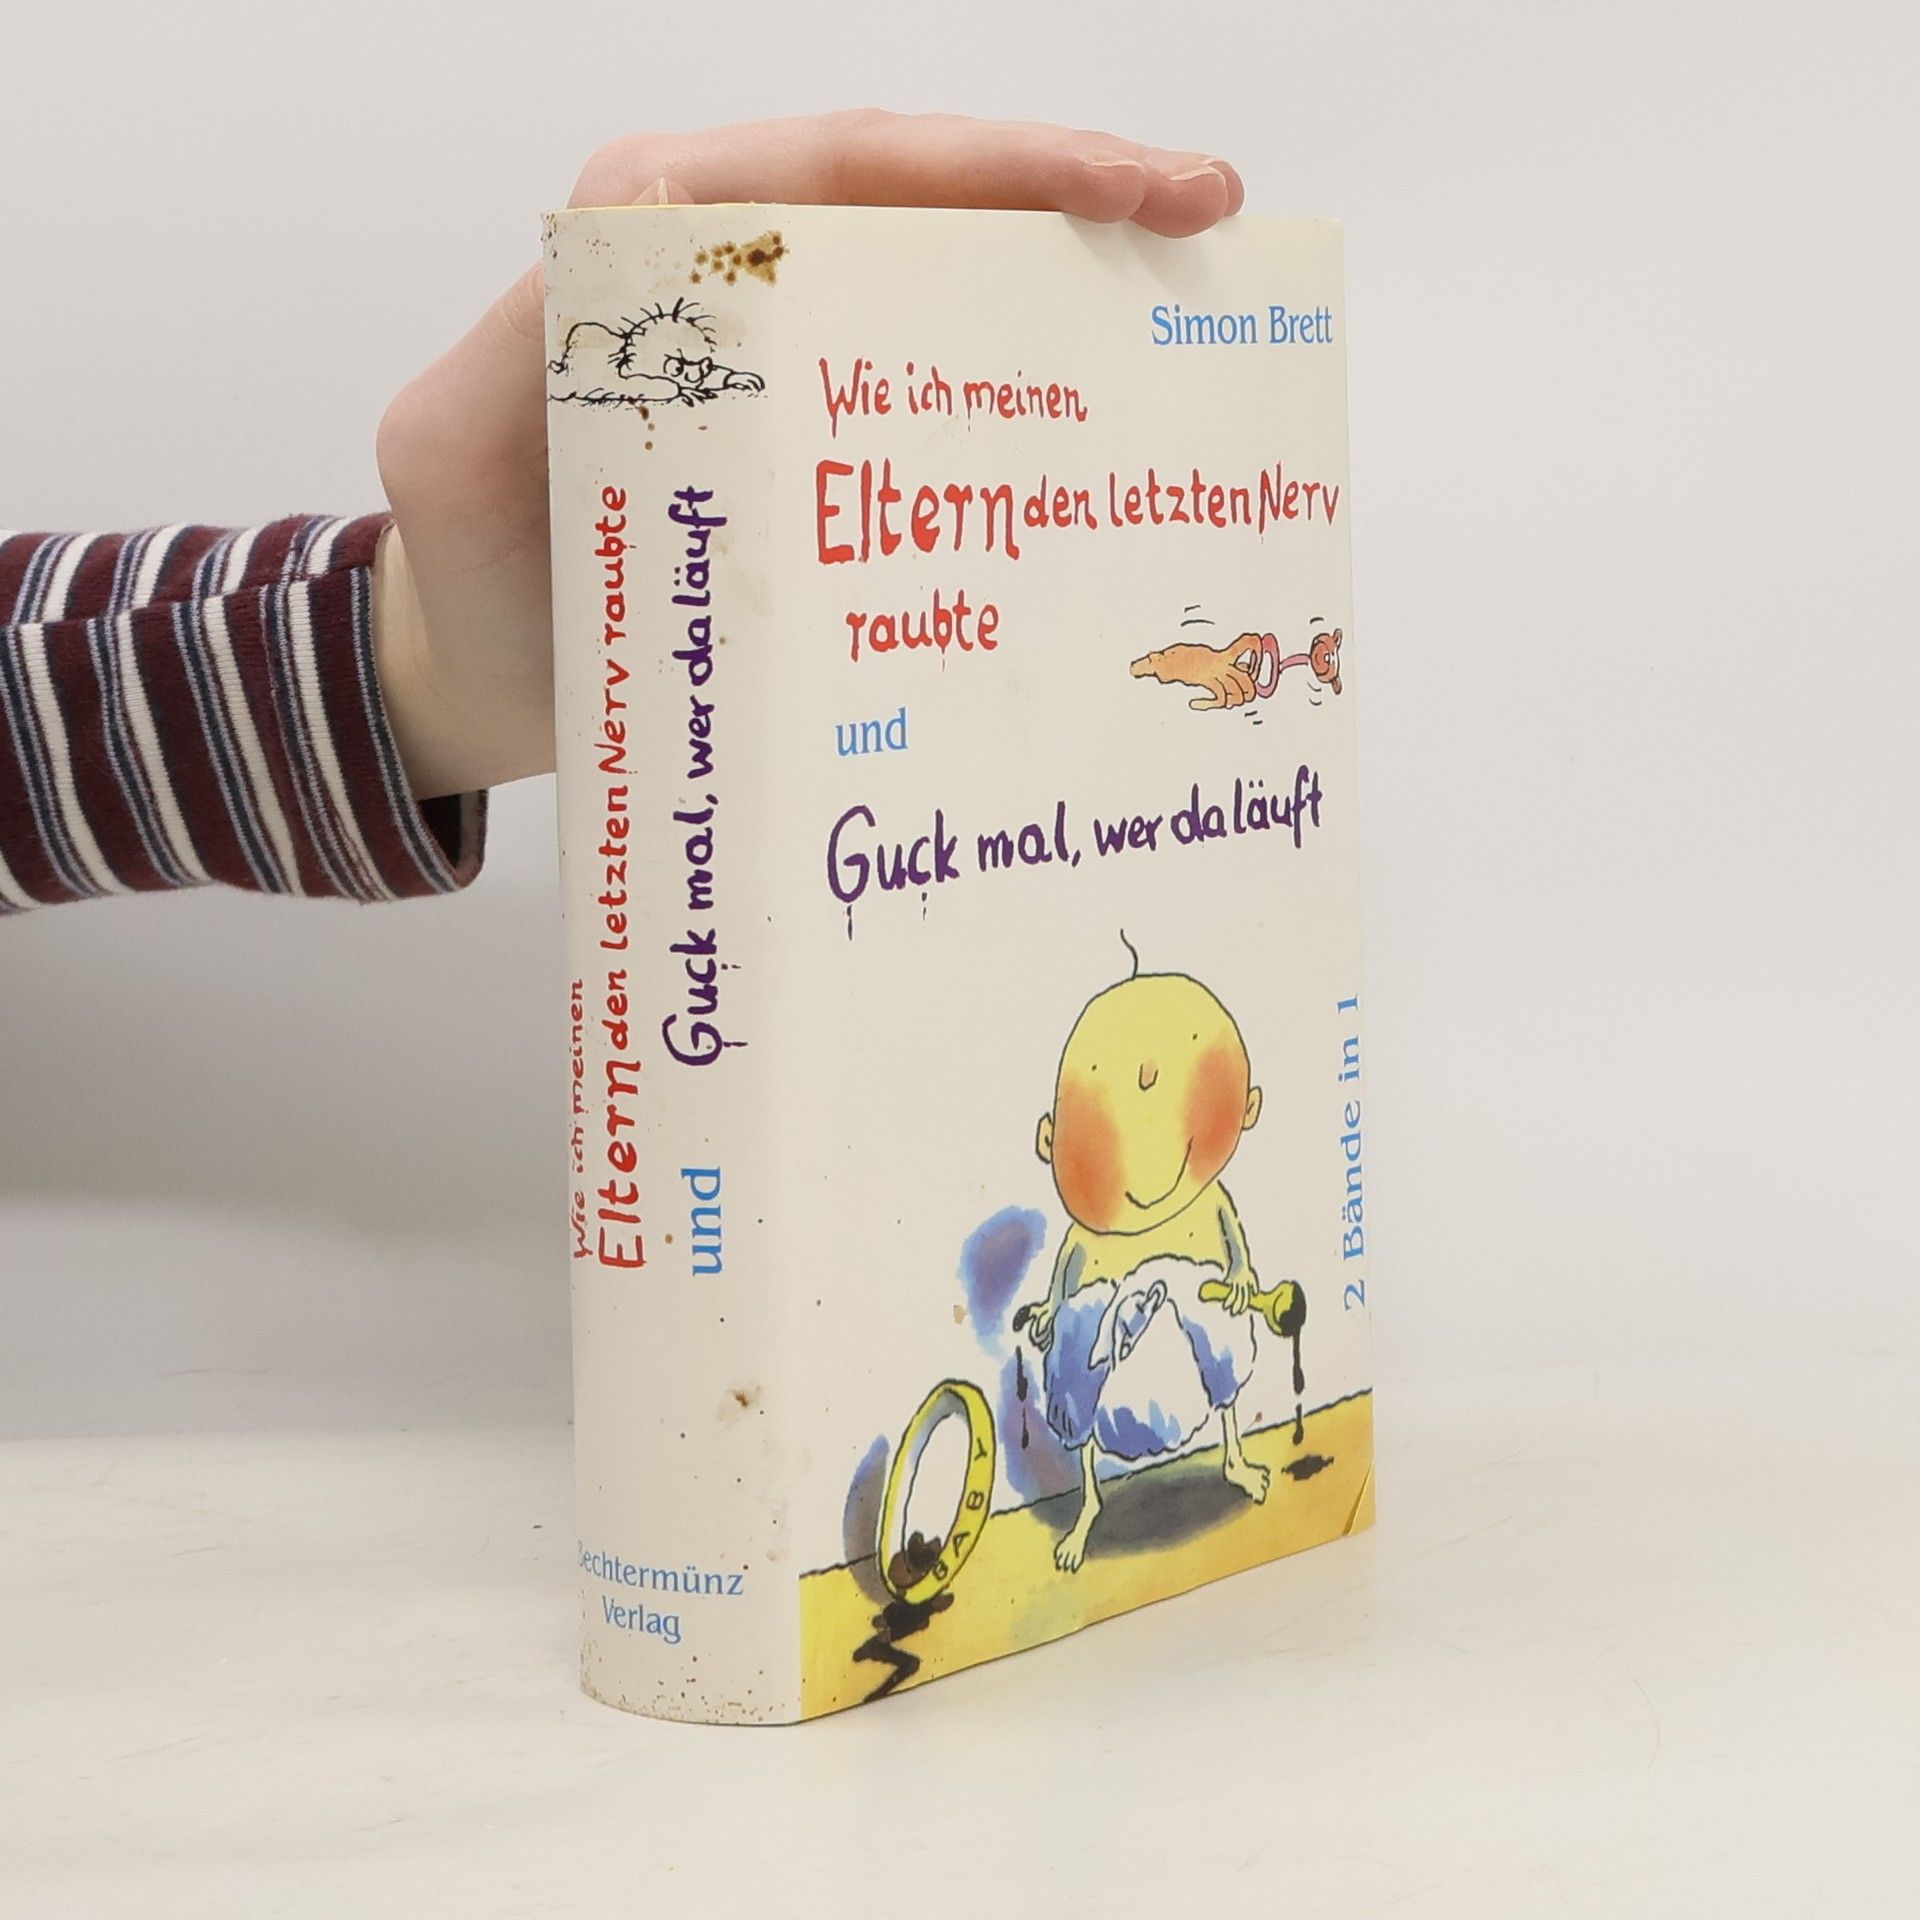 Simon Brett
Wie ich meinen
Eltern den letzten Nerv
raubte
und
Guck mal, wer da läuft
2 Bände in 1
BABY
Wie ich meinen
Eltern den letzten Nerv raubte
und
Guck mal, wer da läuft
Bechtermünz
Verlag